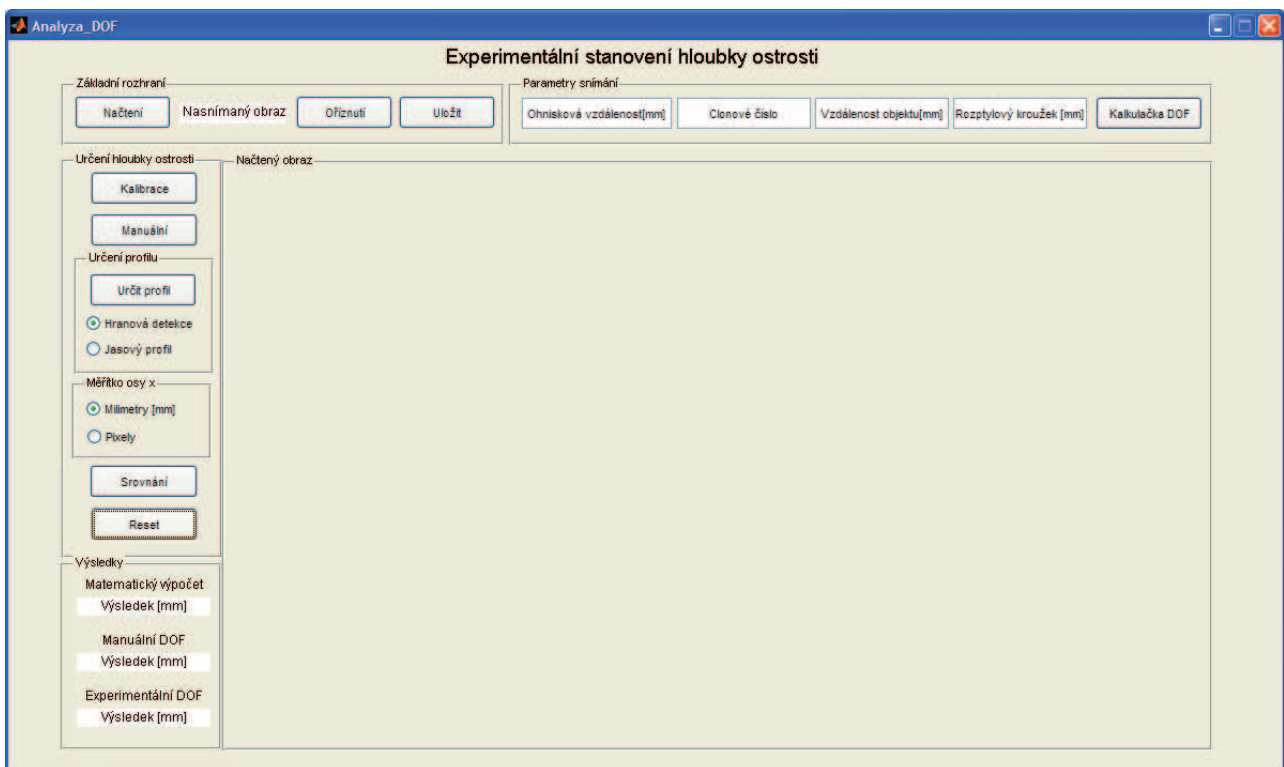 Analyza_DOF
Experimentální stanovení hloubky ostrosti
Základní rozhraní
Načtení
Nasnímaný obraz
Oříznutí
Uložit
Parametry snímání
Ohnisková vzdálenost[mm]
Clonové číslo
Vzdálenost objektu[mm]
Rozptylový kroužek [mm]
Kalkulačka DOF
Určení hloubky ostrosti
Kalibrace
Manuální
Určení profilu
Určit profil
Hranová detekce
Jasový profil
Měřítko osy x
Milimetry [mm]
Pixely
Srovnání
Reset
Načtený obraz
Výsledky
Matematický výpočet
Výsledek [mm]
Manuální DOF
Výsledek [mm]
Experimentální DOF
Výsledek [mm]